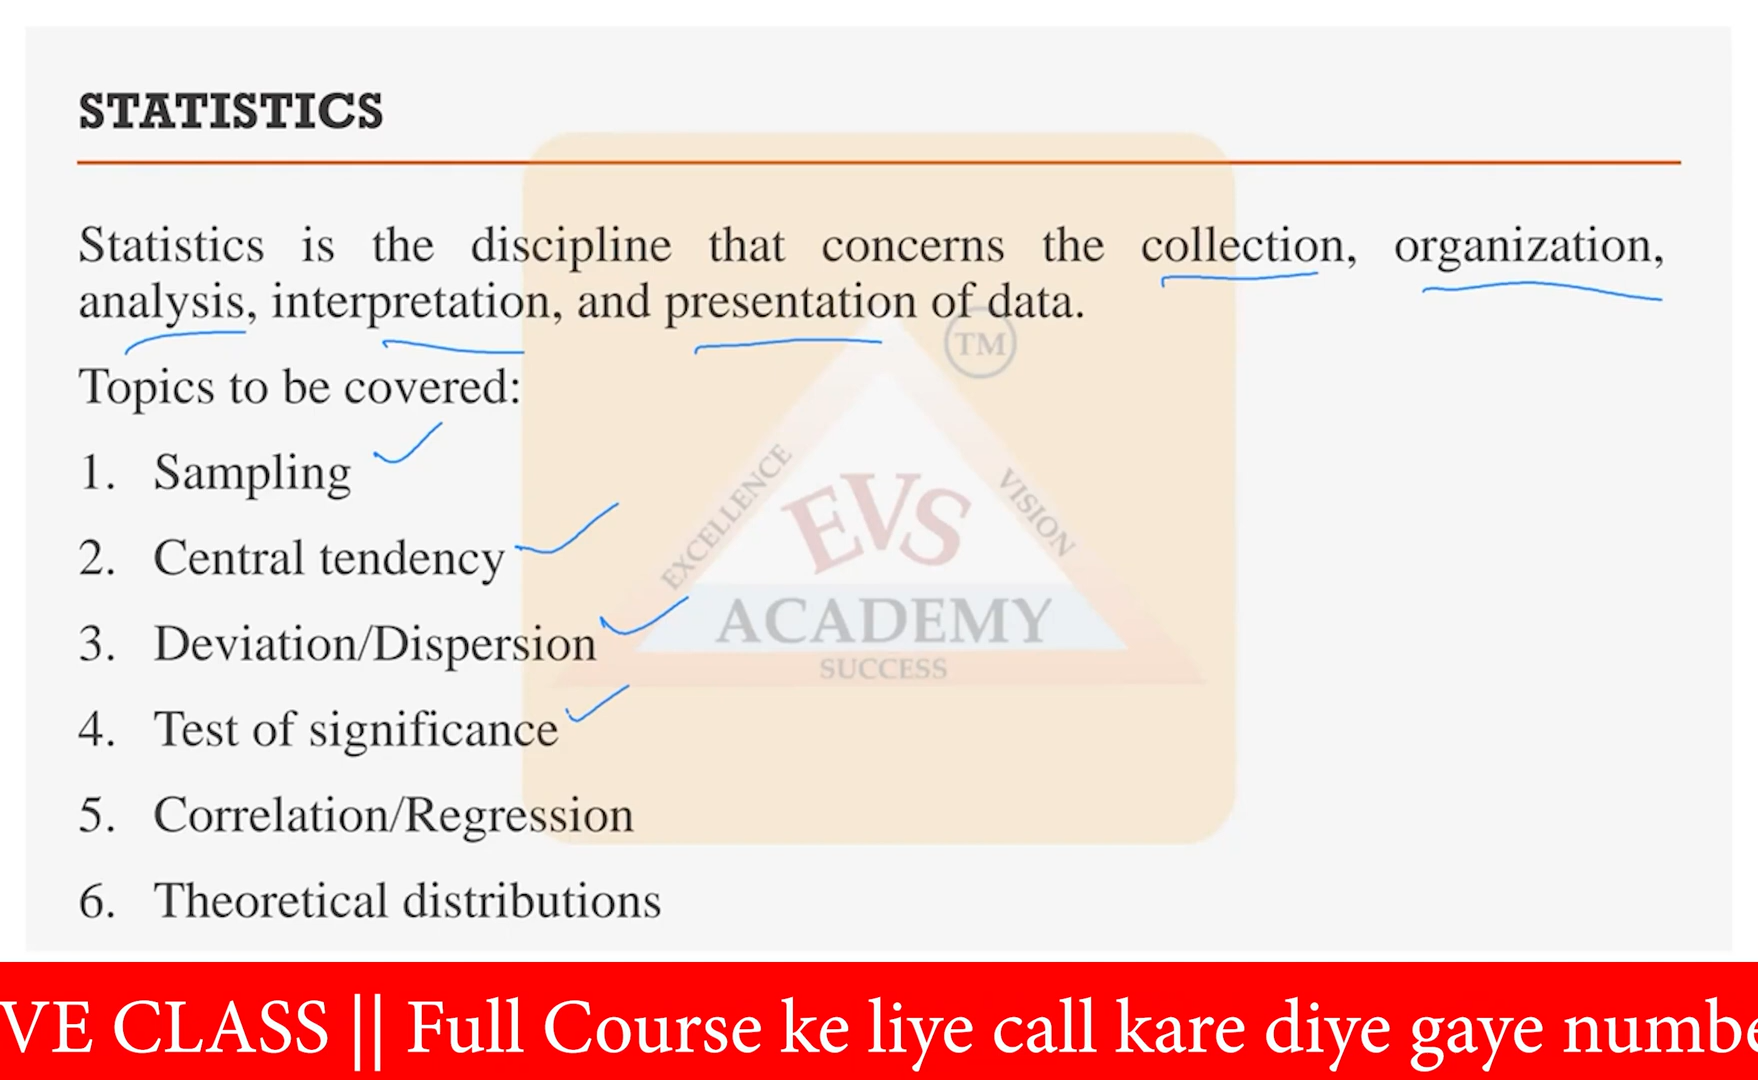 STATISTICS
Statistics is the discipline that concerns the collection, organization,
analysis, interpretation, and presentation of data.
TM
Topics to be covered:
1. Sampling
2. Central tendency
3. Deviation/Dispersion
4. Test of significance
5. Correlation/Regression
6. Theoretical distributions
EXCELLENCE
VISION
EVS
ACADEMY
SUCCESS
VE CLASS || Full Course ke liye call kare diye gaye numbe